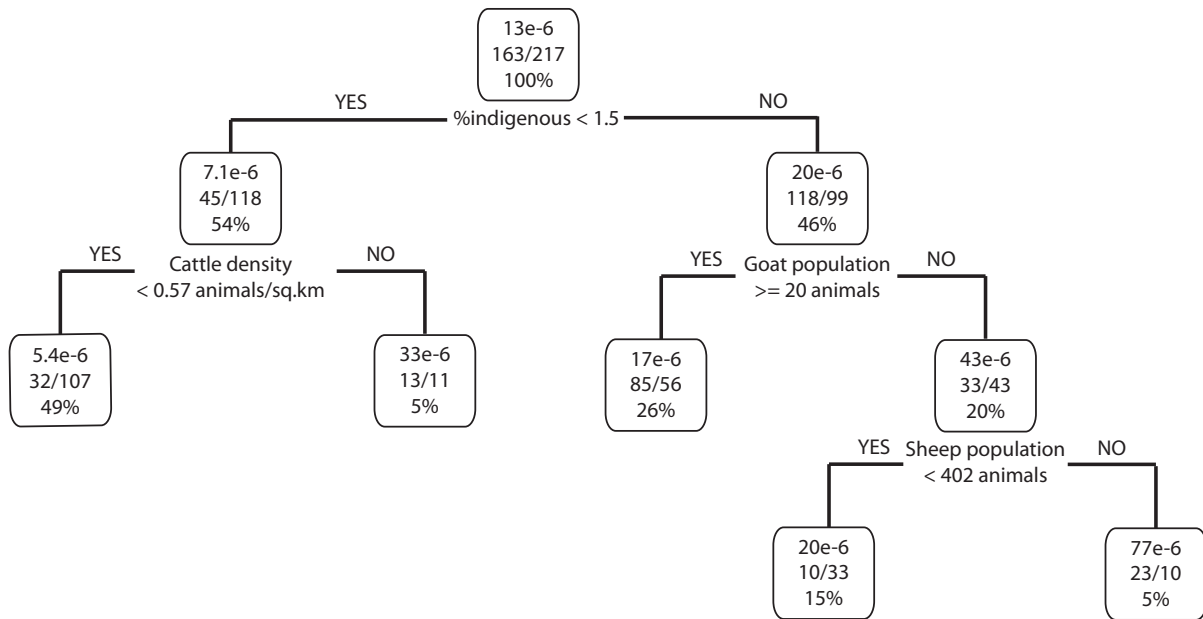 13e-6
163/217
100%
YES
%indigenous < 1.5
NO
7.1e-6
45/118
54%
20e-6
118/99
46%
YES
Cattle density
< 0.57 animals/sq.km
NO
YES
Goat population
>= 20 animals
NO
5.4e-6
32/107
49%
33e-6
13/11
5%
17e-6
85/56
26%
43e-6
33/43
20%
YES
Sheep population
< 402 animals
NO
20e-6
10/33
15%
77e-6
23/10
5%